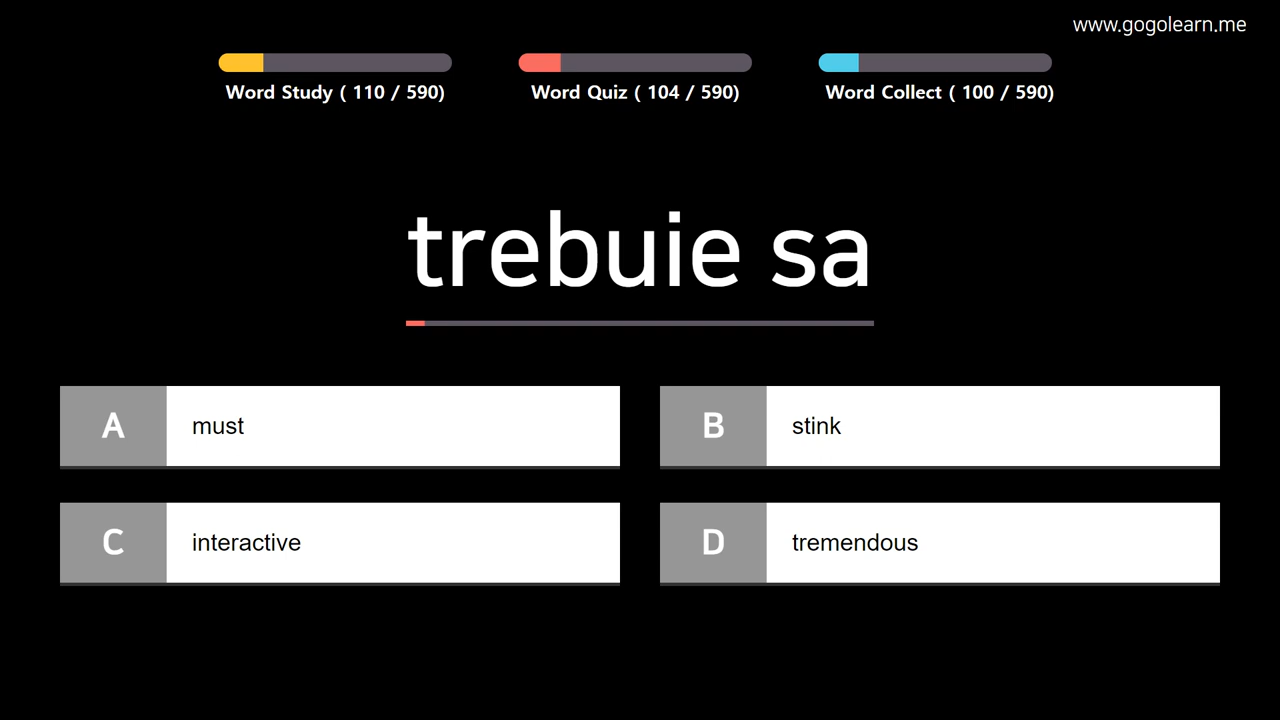 www.gogolearn.me
Word Study ( 110 / 590)
Word Quiz ( 104 / 590)
Word Collect ( 100 / 590)
trebuie sa
A must
B stink
C interactive
D tremendous